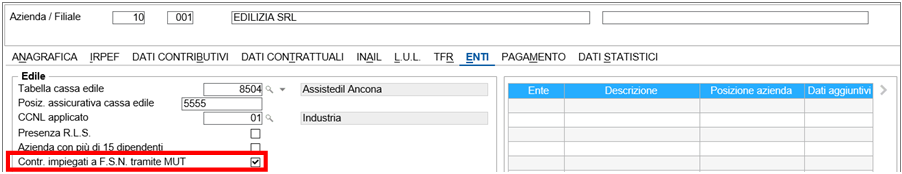 Azienda / Filiale 10 001 EDILIZIA SRL
ANAGRAFICA IRPEF DATI CONTRIBUTIVI DATI CONTRATTUALI INAIL L.U.L. TFR ENTI PAGAMENTO DATI STATISTICI
Edile
Tabella cassa edile 8504 Assistedil Ancona
Posiz. assicurativa cassa edile 5555
CCNL applicato 01 Industria
Presenza R.L.S.
Azienda con più di 15 dipendenti
Contr. impiegati a F.S.N. tramite MUT
Ente Descrizione Posizione azienda Dati aggiuntivi